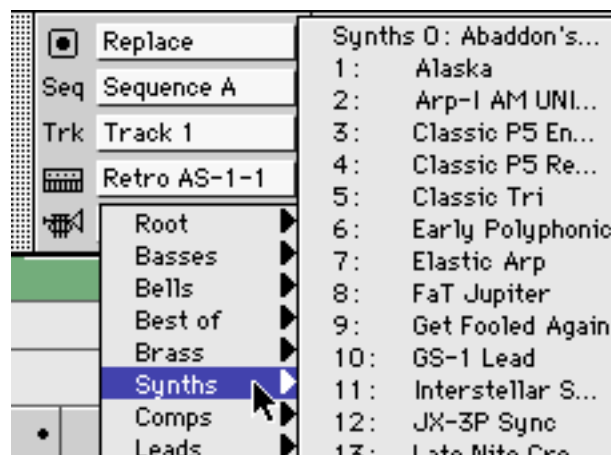 Replace
Seq Sequence A
Trk Track 1
Retro AS-1-1
Root
Basses
Bells
Best of
Brass
Synths
Comps
Leads
Synths 0: Abaddon's...
1: Alaska
2: Arp-I AM UNI...
3: Classic P5 En...
4: Classic P5 Re...
5: Classic Tri
6: Early Polyphonic
7: Elastic Arp
8: FaT Jupiter
9: Get Fooled Again
10: GS-1 Lead
11: Interstellar S...
12: JX-3P Sync
13: Late Nite Cre